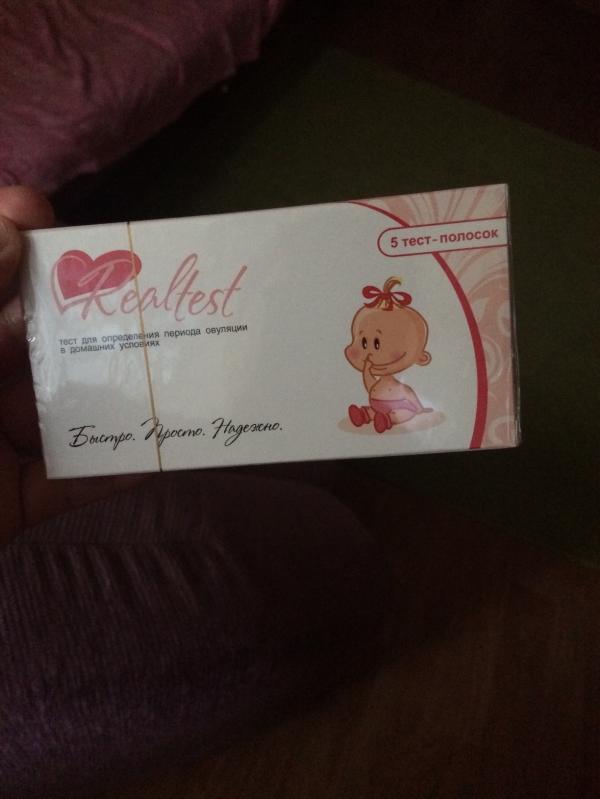 5 тест-полосок
Realtest
тест для определения периода овуляции
в домашних условиях
Быстро. Просто. Надежно.